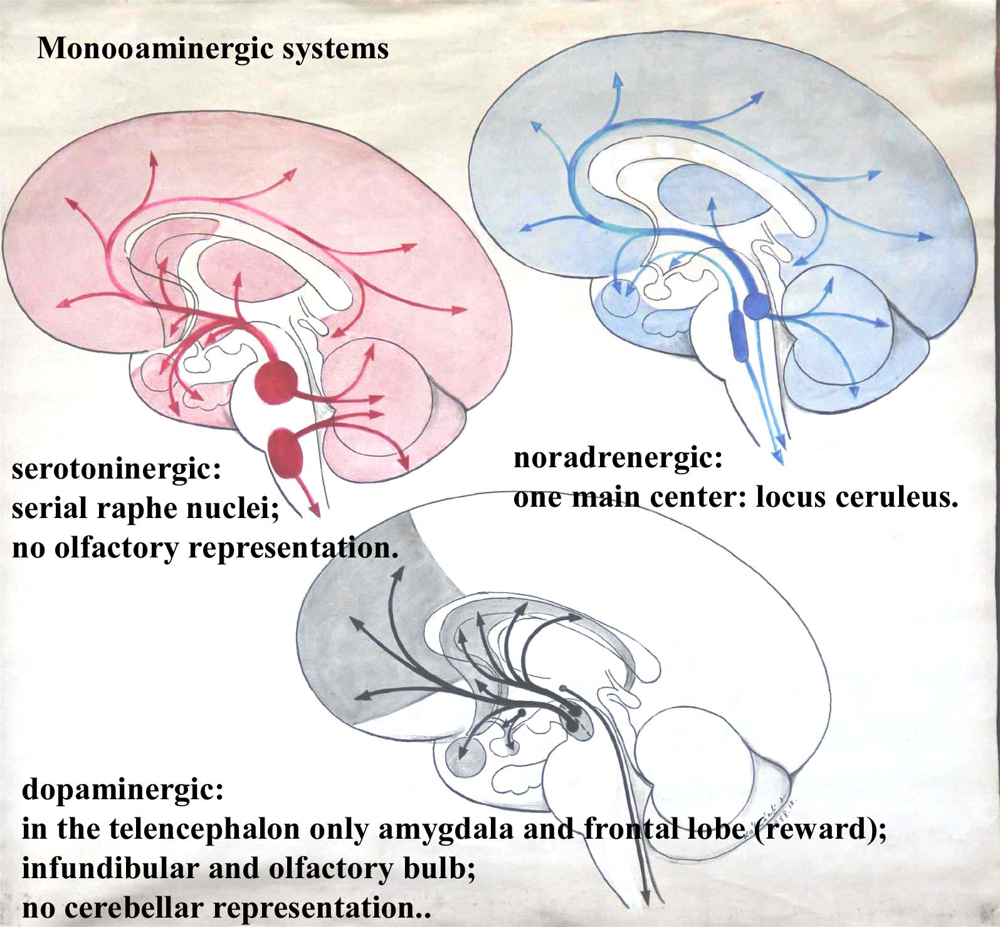 Monooaminergic systems
serotoninergic:
serial raphe nuclei;
no olfactory representation.
noradrenergic:
one main center: locus ceruleus.
dopaminergic:
in the telencephalon only amygdala and frontal lobe (reward);
infundibular and olfactory bulb;
no cerebellar representation..